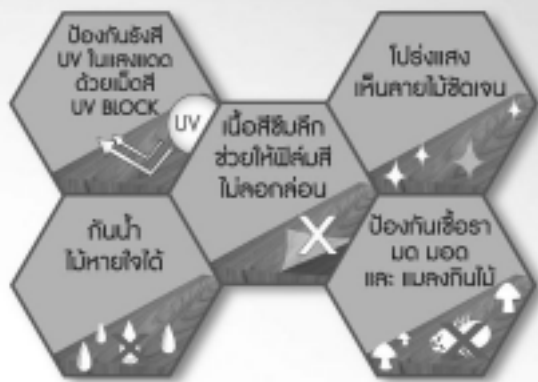 ป้องกันรังสี
UV ในแสงแดด
ด้วยเม็ดสี
UV BLOCK
UV
โปร่งแสง
เห็นลายไม้ชัดเจน
เนื้อสีซึมลึก
ช่วยให้ฟิล์มสี
ไม่ลอกล่อน
กันน้ำ
ไม้หายใจได้
ป้องกันเชื้อรา
มด มอด
และ แมลงกินไม้